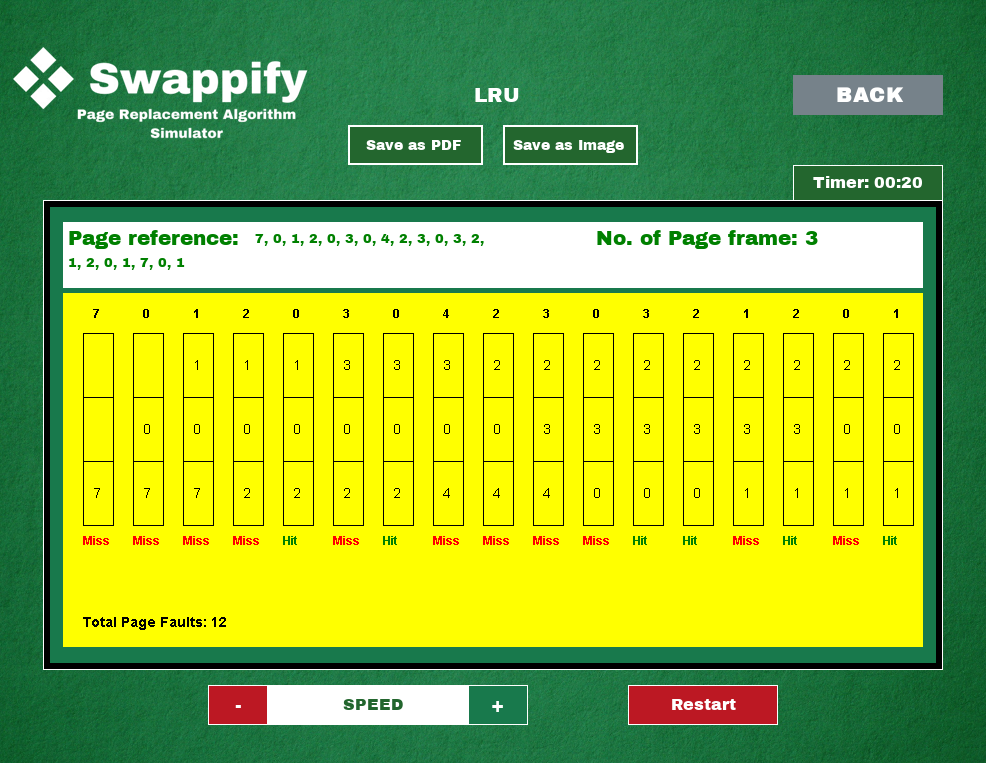 Swappify
Page Replacement Algorithm
Simulator
LRU
BACK
Save as PDF
Save as Image
Timer: 00:20
Page reference: 7, 0, 1, 2, 0, 3, 0, 4, 2, 3, 0, 3, 2,
1, 2, 0, 1, 7, 0, 1
No. of Page frame: 3
7 0 1 2 0 3 0 4 2 3 0 3 2 1 2 0 1
1 1 1 3 3 3 2 2 2 2 2 2 2 2 2
0 0 0 0 0 0 0 0 3 3 3 3 3 3 0 0
7 7 7 2 2 2 2 4 4 4 0 0 0 1 1 1 1
Miss Miss Miss Miss Hit Miss Hit Miss Miss Miss Miss Hit Hit Miss Hit Miss Hit
Total Page Faults: 12
- SPEED +
Restart